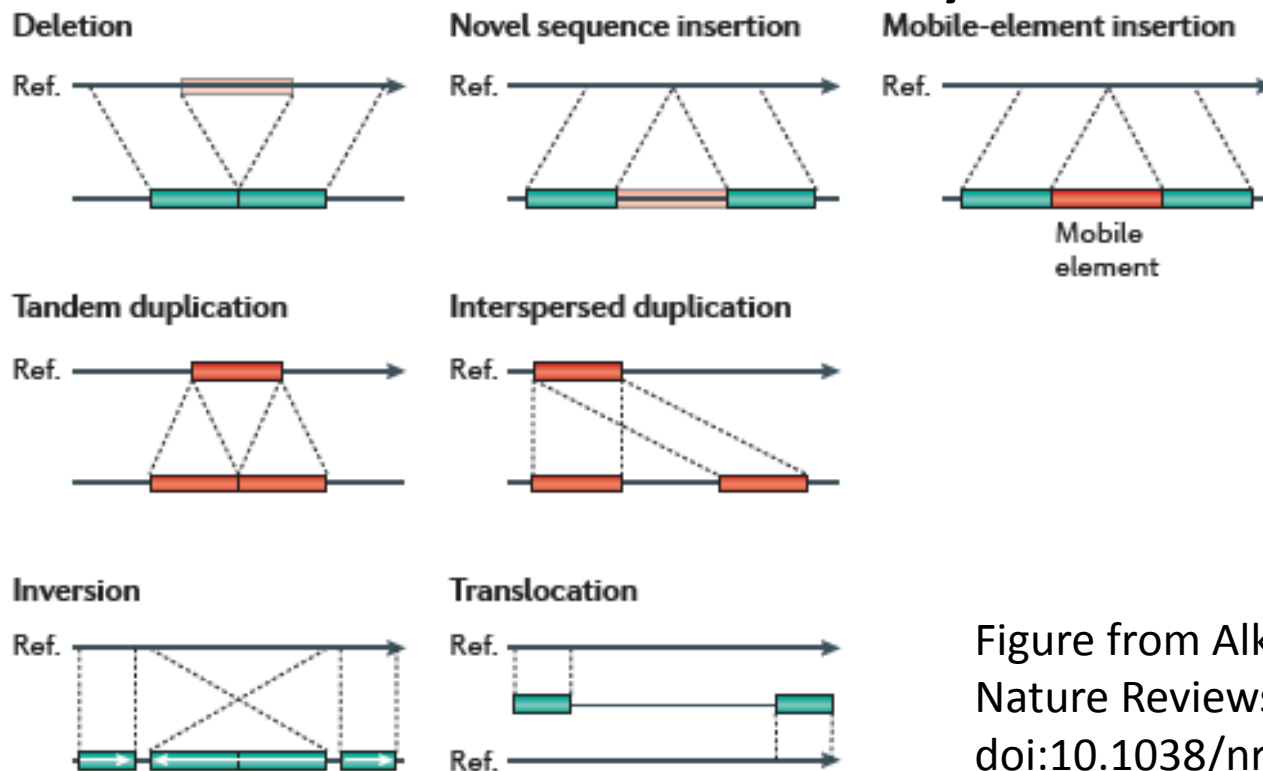 Deletion
Novel sequence insertion
Mobile-element insertion
Ref.
Ref.
Ref.
Mobile
element
Tandem duplication
Interspersed duplication
Ref.
Ref.
Inversion
Translocation
Ref.
Ref.
Ref.
Figure from Alk
Nature Reviews
doi:10.1038/nr